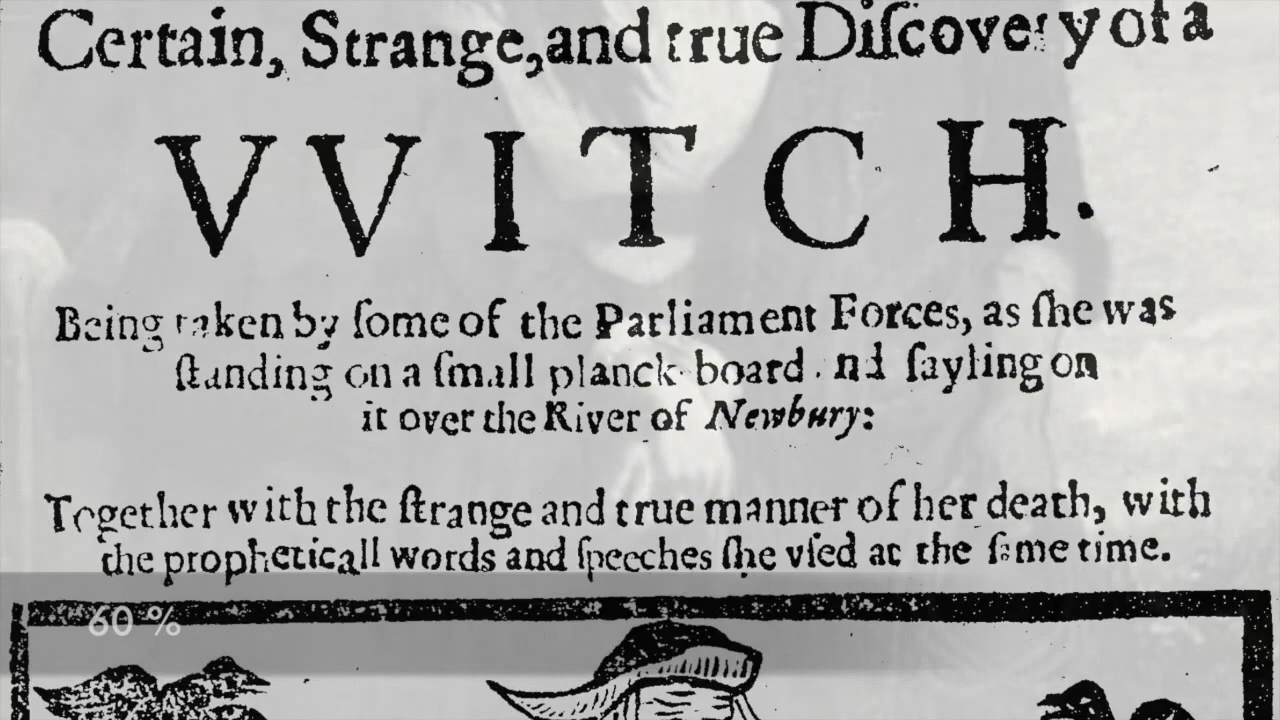 Certain, Strange, and true Diſcovery of a
VVITCH.
Being taken by ſome of the Parliament Forces, as ſhe was
ſtanding on a ſmall planck board and ſayling on
it over the River of Newbury:
Together with the ſtrange and true manner of her death, with
the propheticall words and ſpeeches ſhe vſed at the ſame time.
60 %